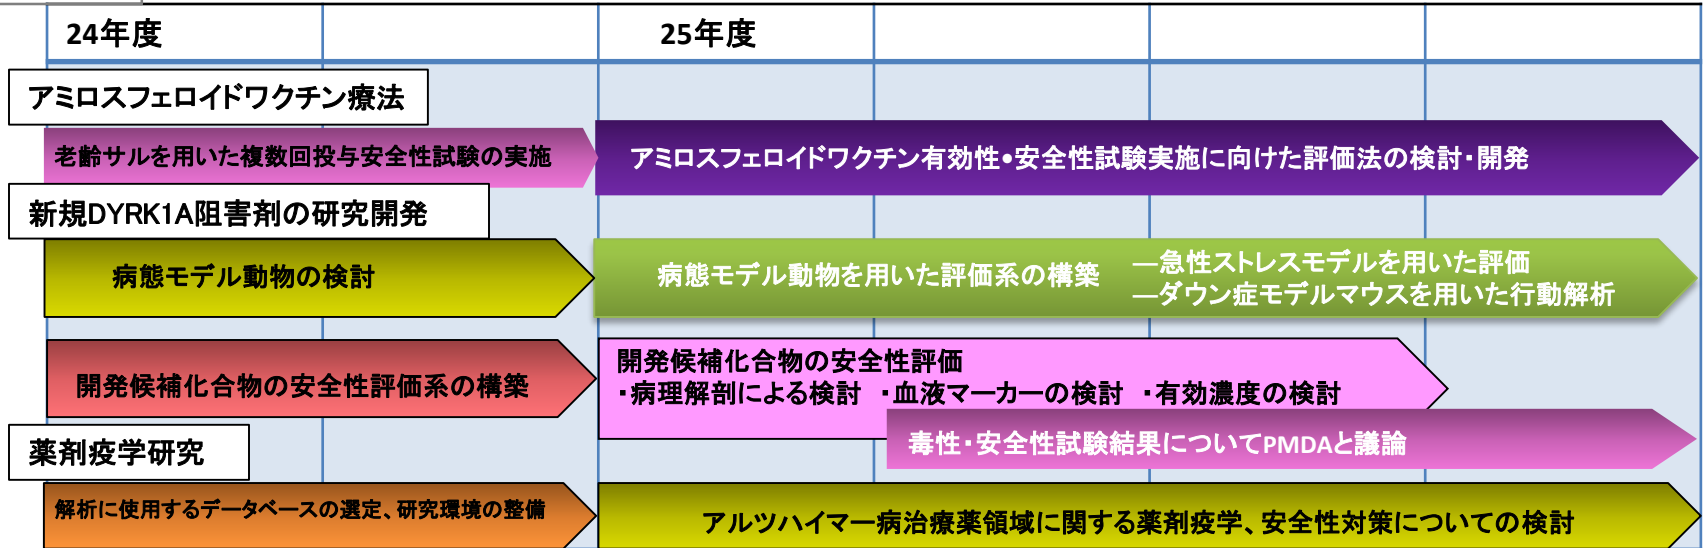 24年度
25年度
アミロスフェロイドワクチン療法
老齢サルを用いた複数回投与安全性試験の実施
アミロスフェロイドワクチン有効性•安全性試験実施に向けた評価法の検討・開発
新規DYRK1A阻害剤の研究開発
病態モデル動物の検討
病態モデル動物を用いた評価系の構築
―急性ストレスモデルを用いた評価
―ダウン症モデルマウスを用いた行動解析
開発候補化合物の安全性評価系の構築
開発候補化合物の安全性評価
・病理解剖による検討 ・血液マーカーの検討 ・有効濃度の検討
毒性・安全性試験結果についてPMDAと議論
薬剤疫学研究
解析に使用するデータベースの選定、研究環境の整備
アルツハイマー病治療薬領域に関する薬剤疫学、安全性対策についての検討